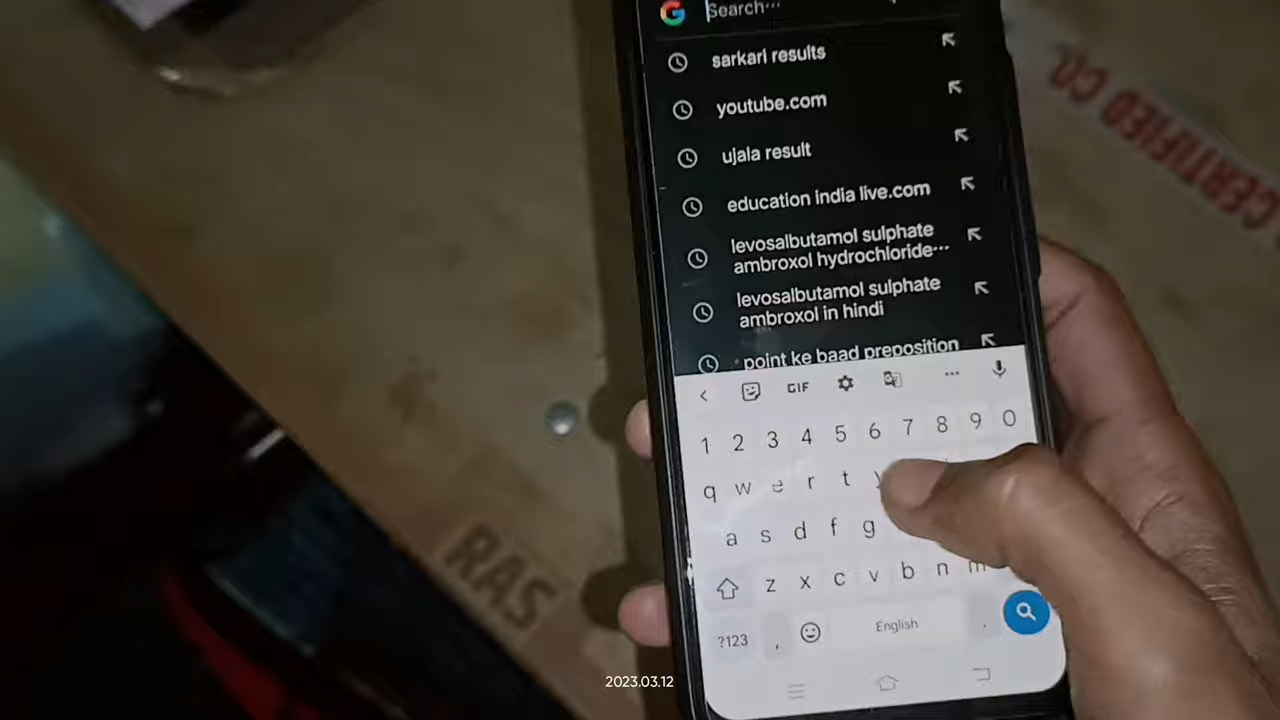 Search...
sarkari results
youtube.com
ujala result
education india live.com
levosalbutamol sulphate
ambroxol hydrochloride...
levosalbutamol sulphate
ambroxol in hindi
point ke baad preposition
GIF
1 2 3 4 5 6 7 8 9 0
q w e r t y
a s d f g
z x c v b n m
?123 , English .
CERTIFIED CO.
RAS
2023.03.12